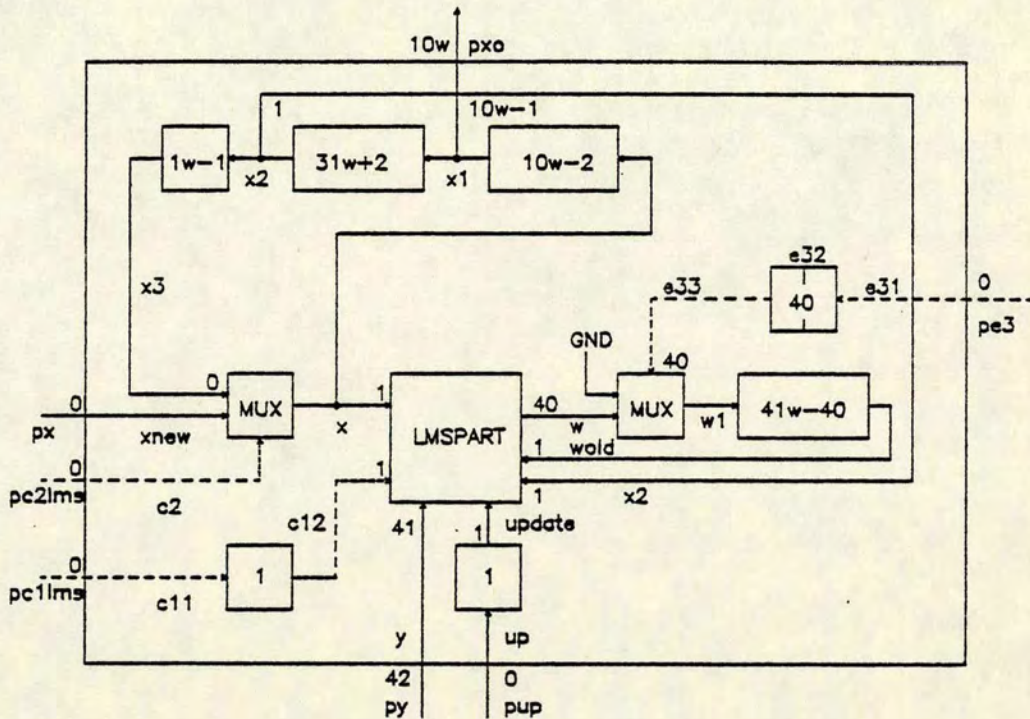 10w pxo
1 10w-1
1w-1 31w+2 10w-2
x2 x1
e32
x3 e33 40 e31 0
pe3
GND
0 40
0 MUX 1 LMSPART 40 MUX 41w-40
px xnew x w w1
1 wold
0 1
pc2lms c2 1 x2
c12 41 1 update
0 1 1
pc1lms c11
y up
42 0
py pup